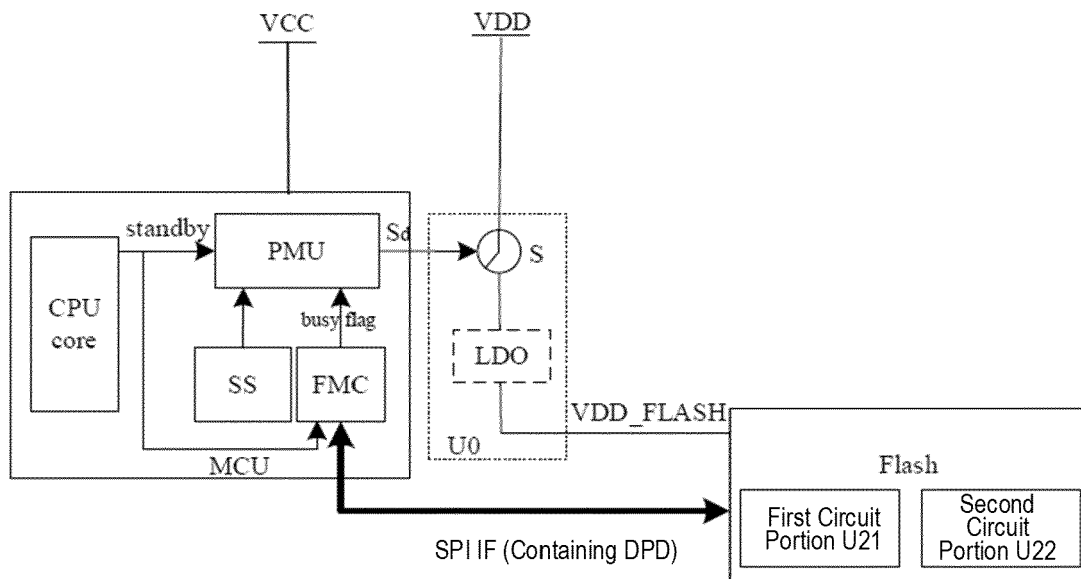 VCC
VDD
standby
PMU
Sd
S
CPU
core
busy flag
LDO
SS
FMC
VDD_FLASH
U0
MCU
Flash
First Circuit
Portion U21
Second
Circuit
Portion U22
SPI IF (Containing DPD)